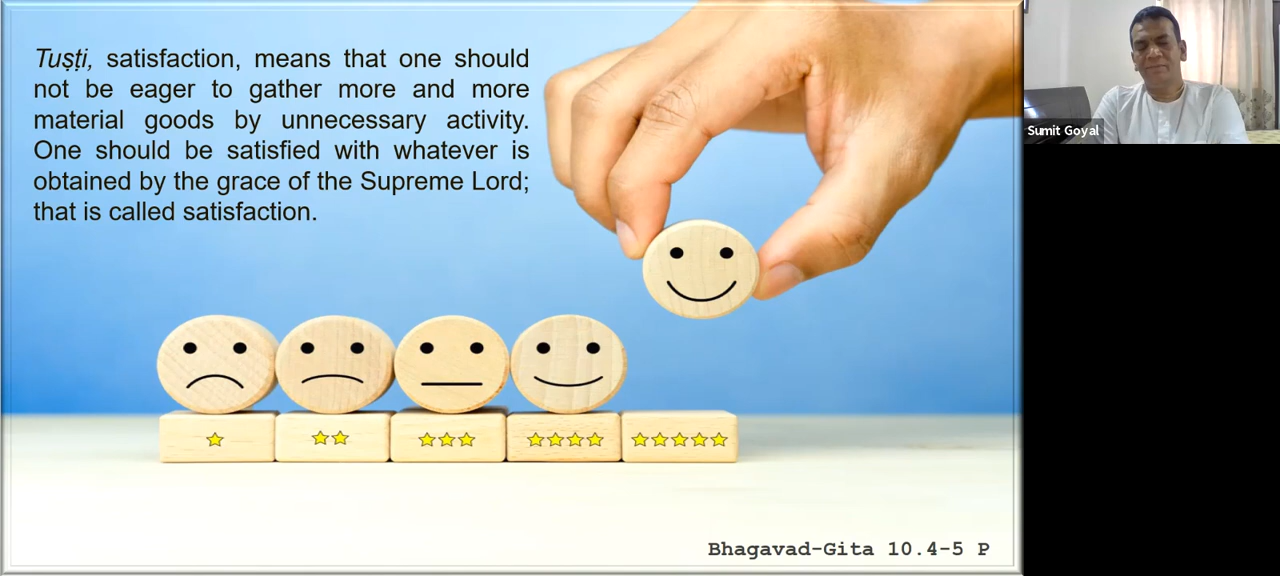 Tuṣṭi, satisfaction, means that one should
not be eager to gather more and more
material goods by unnecessary activity.
One should be satisfied with whatever is
obtained by the grace of the Supreme Lord;
that is called satisfaction.
Sumit Goyal
Bhagavad-Gita 10.4-5 P